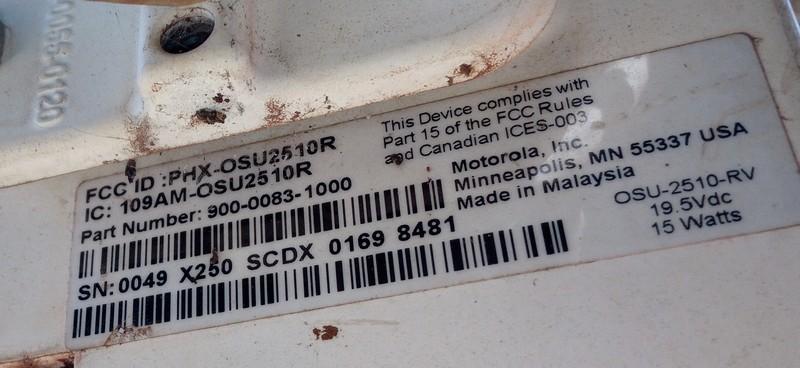 0066-0120
FCC ID :PHX-OSU2510R
IC: 109AM-OSU2510R
Part Number: 900-0083-1000
SN:0049 X250 SCDX 0169 8481
This Device complies with
Part 15 of the FCC Rules
and Canadian ICES-003
Motorola, Inc.
Minneapolis, MN 55337 USA
Made in Malaysia
OSU-2510-RV
19.5Vdc
15 Watts